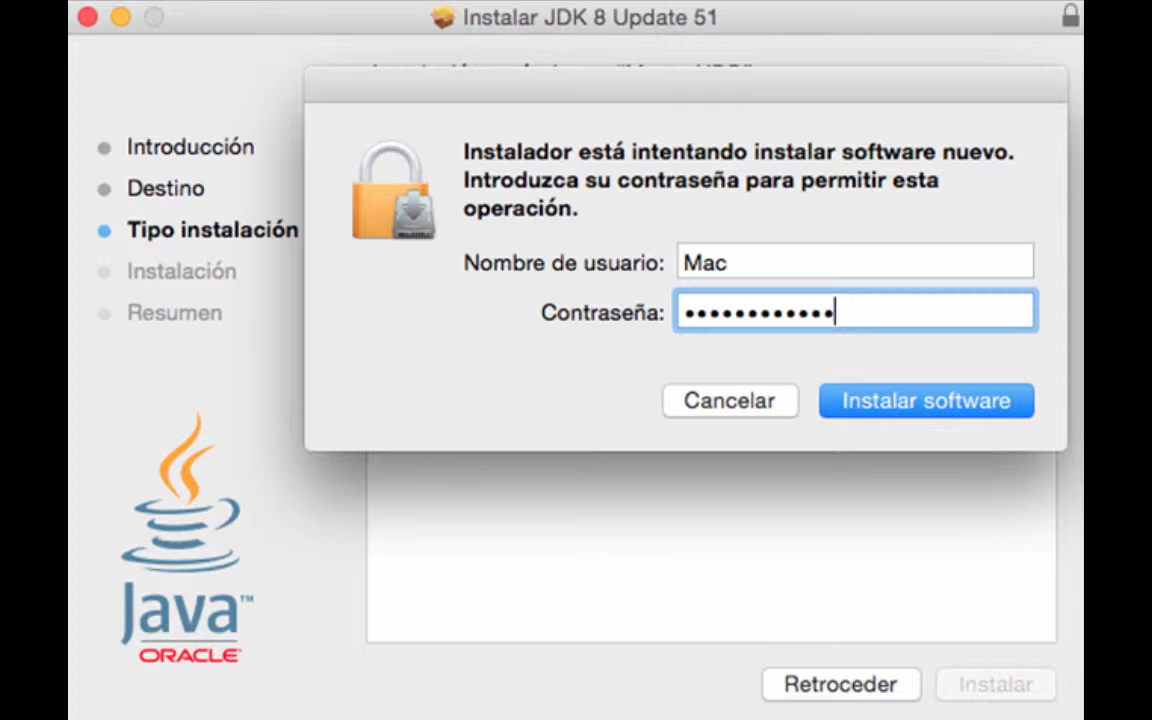 Instalar JDK 8 Update 51
Introducción
Destino
Tipo instalación
Instalación
Resumen
Instalador está intentando instalar software nuevo.
Introduzca su contraseña para permitir esta
operación.
Nombre de usuario: Mac
Contraseña: ••••••••••••
Cancelar
Instalar software
Java™
ORACLE
Retroceder
Instalar